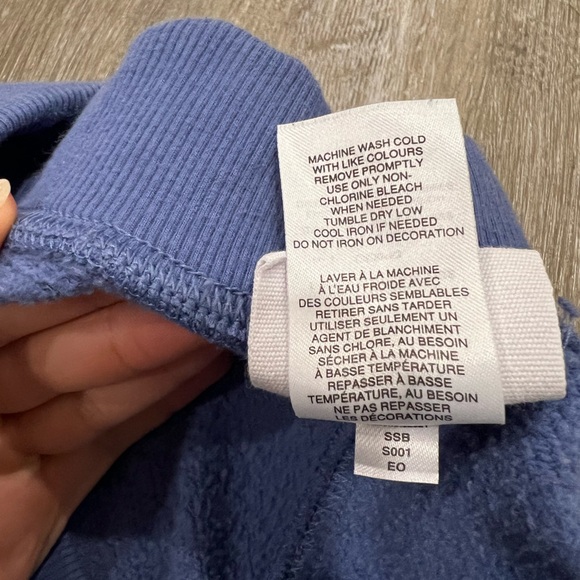 MACHINE WASH COLD
WITH LIKE COLOURS
REMOVE PROMPTLY
USE ONLY NON-
CHLORINE BLEACH
WHEN NEEDED
TUMBLE DRY LOW
COOL IRON IF NEEDED
DO NOT IRON ON DECORATION
LAVER À LA MACHINE
À L'EAU FROIDE AVEC
DES COULEURS SEMBLABLES
RETIRER SANS TARDER
UTILISER SEULEMENT UN
AGENT DE BLANCHIMENT
SANS CHLORE, AU BESOIN
SÉCHER À LA MACHINE
À BASSE TEMPÉRATURE
REPASSER À BASSE
TEMPÉRATURE, AU BESOIN
NE PAS REPASSER
LES DÉCORATIONS
SSB
S001
EO